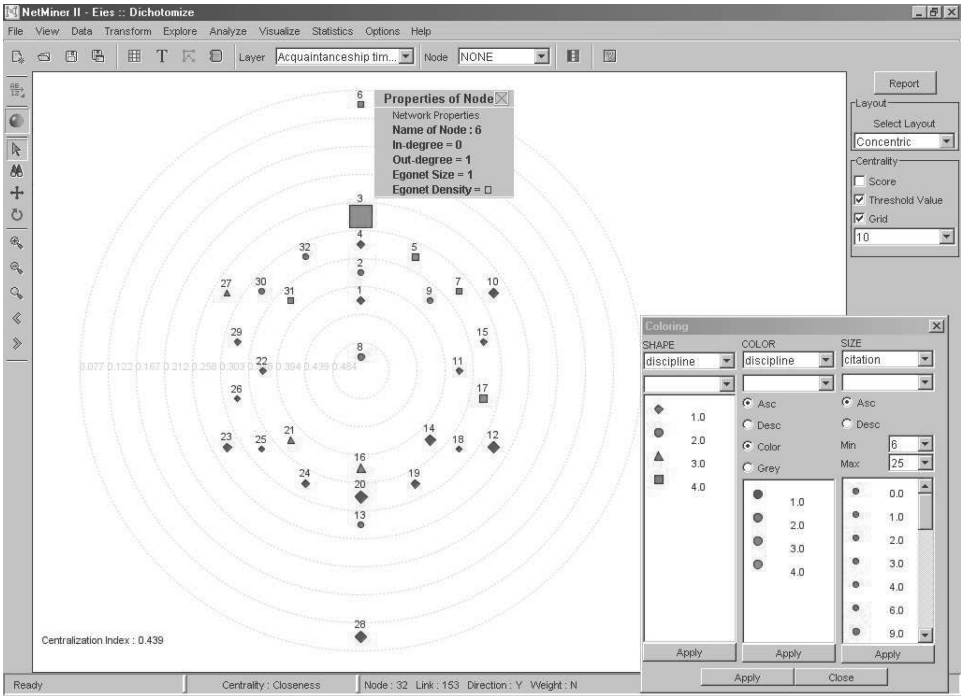 NetMiner II - Eies :: Dichotomize
File View Data Transform Explore Analyze Visualize Statistics Options Help
Layer Acquaintanceship tim... Node NONE
Report
Layout
Select Layout
Concentric
Centrality
Score
Threshold Value
Grid
10
Properties of Node
Network Properties
Name of Node : 6
In-degree = 0
Out-degree = 1
Egonet Size = 1
Egonet Density = □
6
3
4
32
5
2
27
30
31
1
9
7
10
29
8
15
22
11
26
17
23
25
21
14
18
12
16
24
19
20
13
28
0.077 0.122 0.167 0.212 0.258 0.303 0.394 0.439 0.484
Centralization Index : 0.439
Coloring
SHAPE COLOR SIZE
discipline discipline citation
Asc
Desc
Color
Grey
Asc
Desc
Min 6
Max 25
1.0
2.0
3.0
4.0
1.0
2.0
3.0
4.0
0.0
1.0
2.0
3.0
4.0
6.0
9.0
Apply Apply Apply
Apply Close
Ready Centrality : Closeness Node : 32 Link : 153 Direction : Y Weight : N